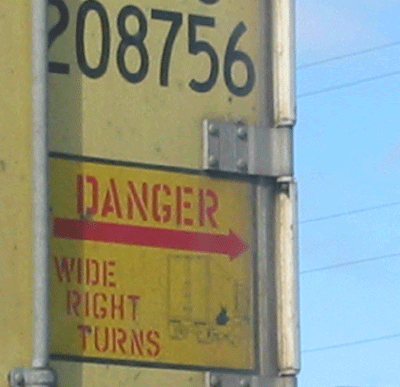 208756
DANGER
WIDE
RIGHT
TURNS